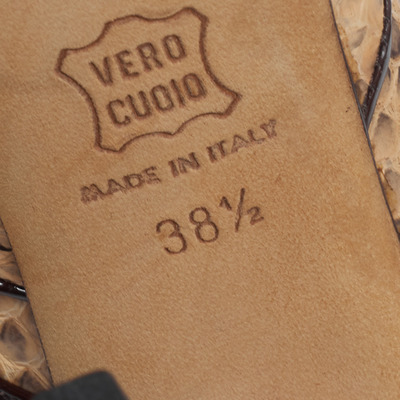 VERO
CUOIO
MADE IN ITALY
38½